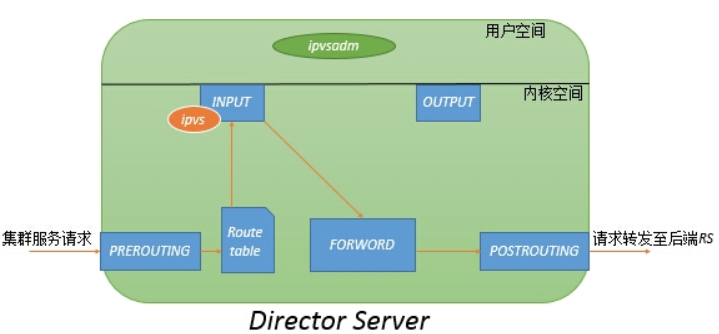 用户空间
ipvsadm
内核空间
INPUT
OUTPUT
ipvs
集群服务请求
PREROUTING
Route
table
FORWORD
POSTROUTING
请求转发至后端RS
Director Server